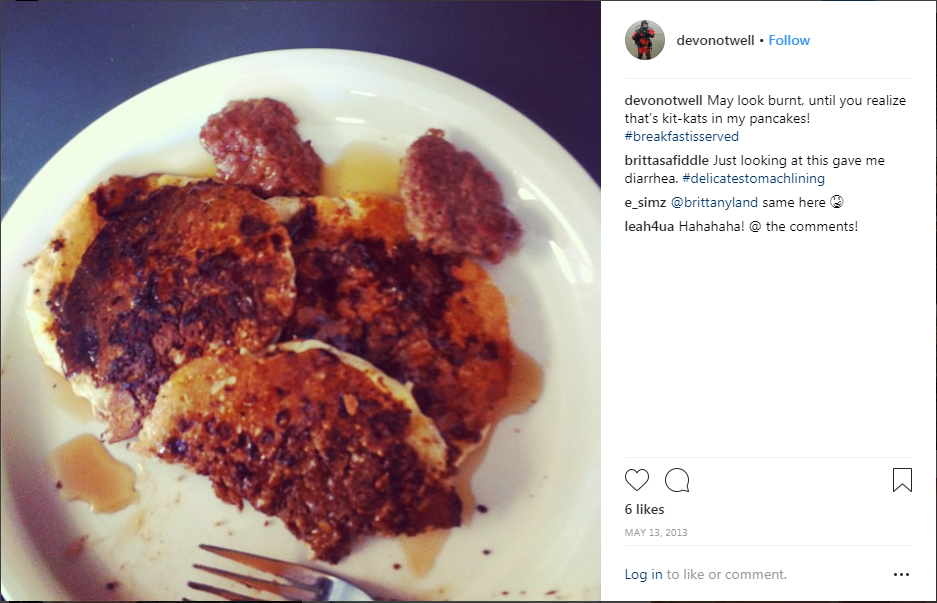 devonotwell • Follow
devonotwell May look burnt, until you realize
that's kit-kats in my pancakes!
#breakfastisserved
brittasafiddle Just looking at this gave me
diarrhea. #delicatestomachlining
e_simz @brittanyland same here 😨
leah4ua Hahahaha! @ the comments!
6 likes
MAY 13, 2013
Log in to like or comment.